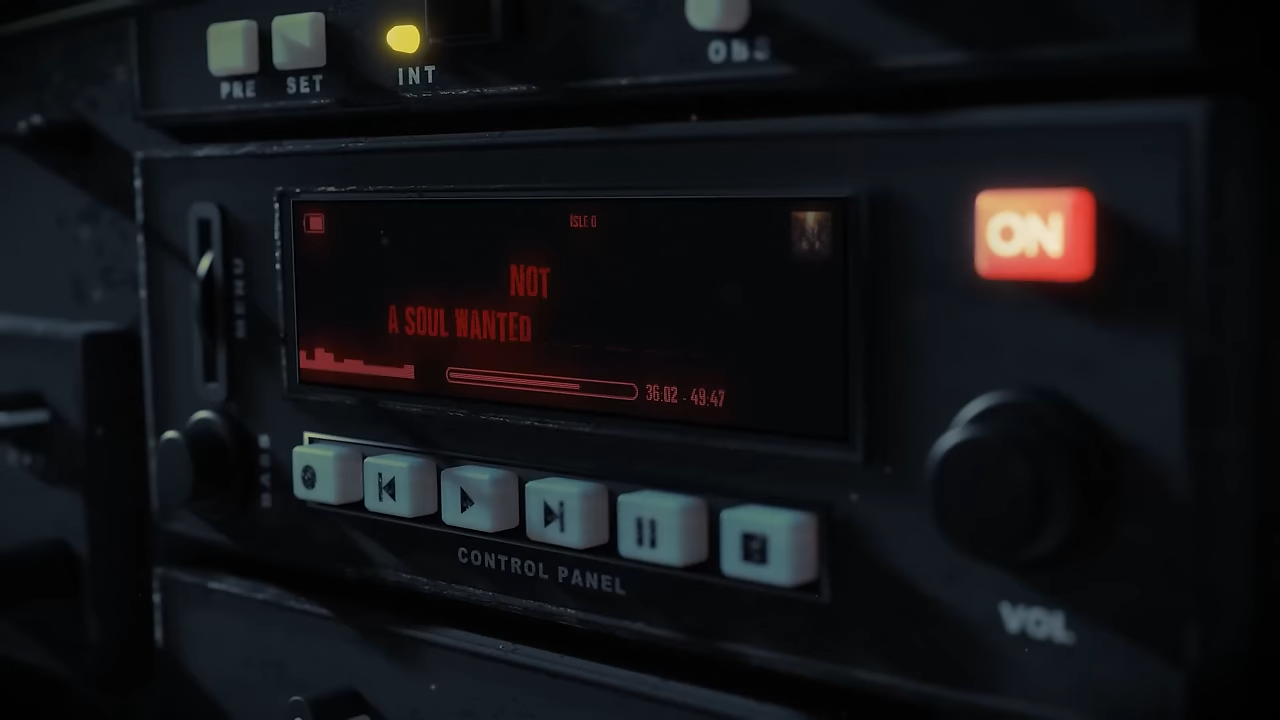 PRE
SET
INT
OBS
ISLE 0
ON
NOT
A SOUL WANTED
MENU
36:02 - 49:47
BASS
CONTROL PANEL
VOL